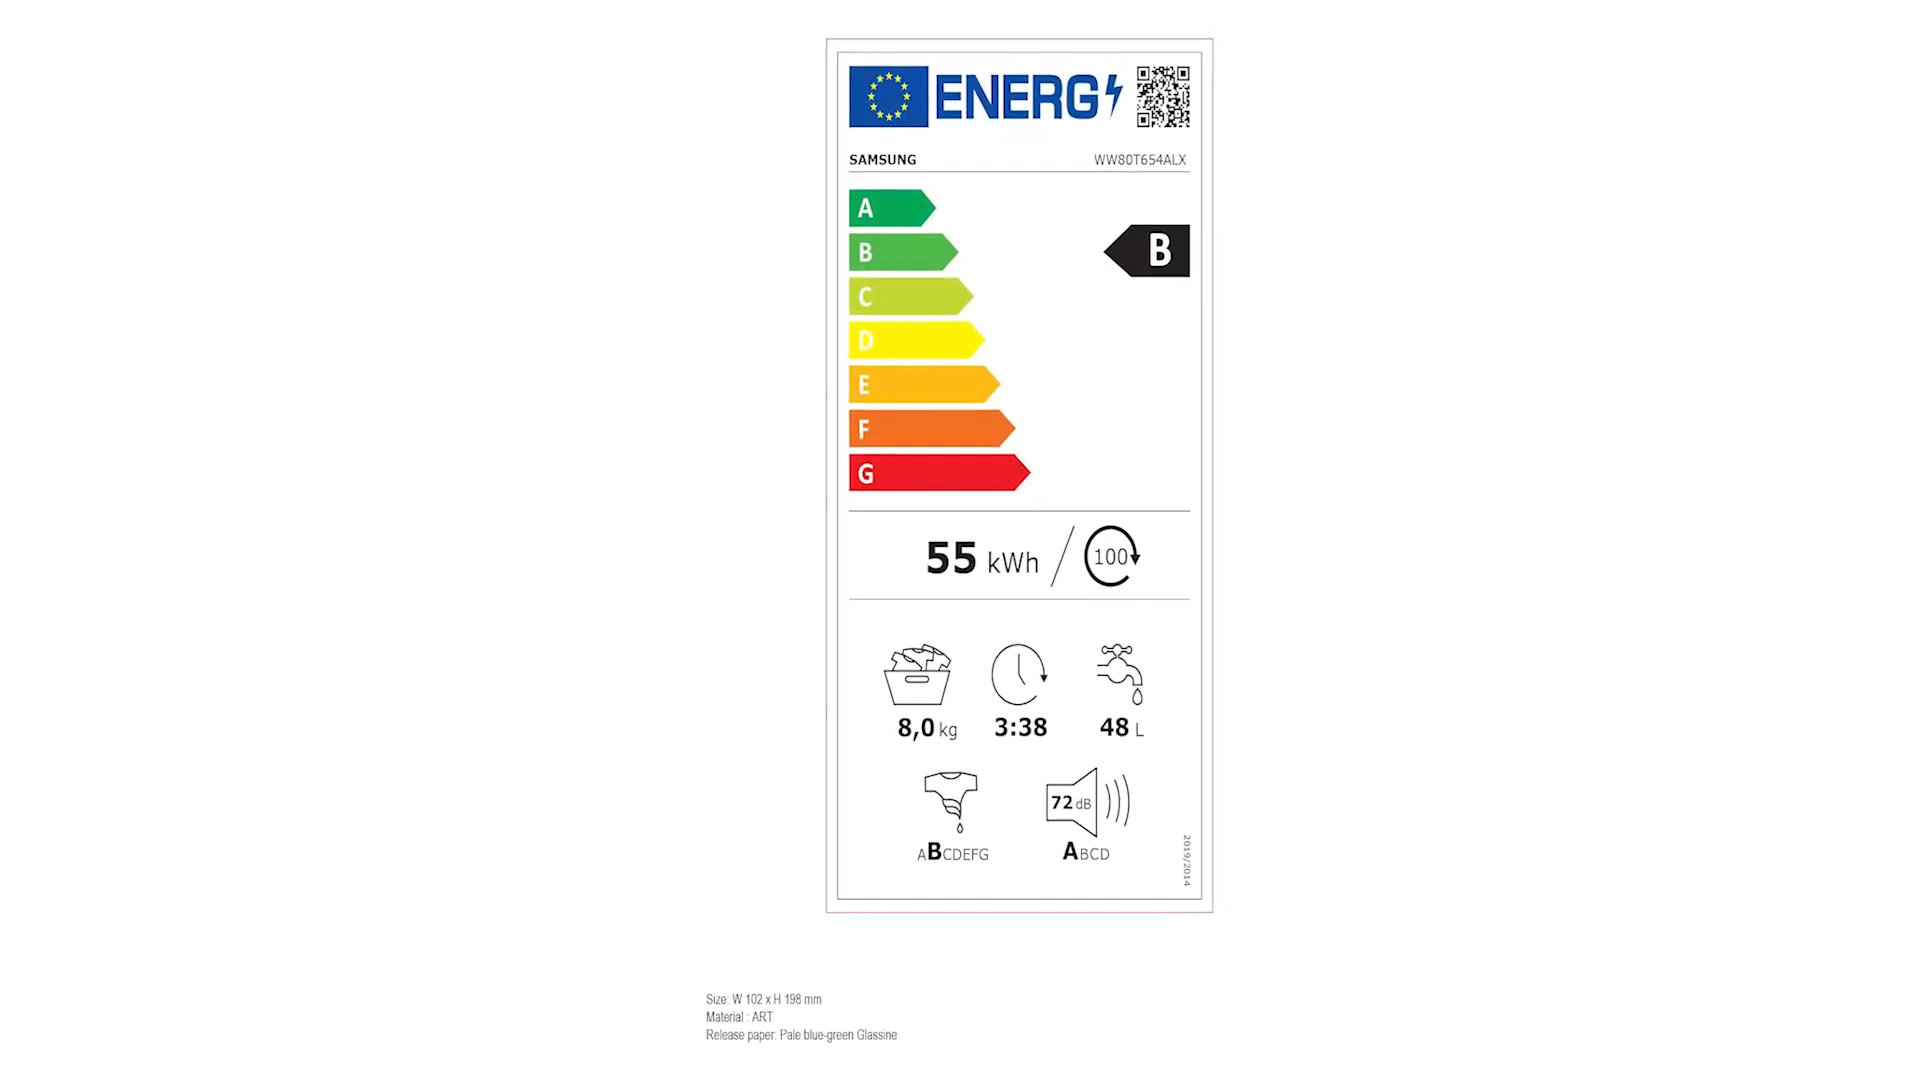 ENERG
SAMSUNG WW80T654ALX
A
B
B
C
D
E
F
G
55 kWh / 100
8,0 kg 3:38 48 L
72 dB
ABCDEFG ABCD
2019/2014
Size: W 102 x H 198 mm
Material : ART
Release paper: Pale blue-green Glassine